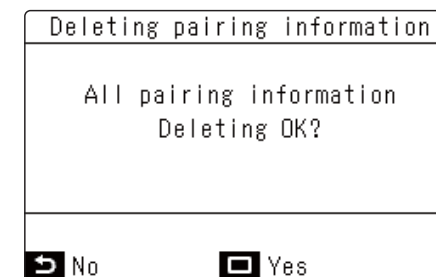 Deleting pairing information
All pairing information
Deleting OK?
No Yes